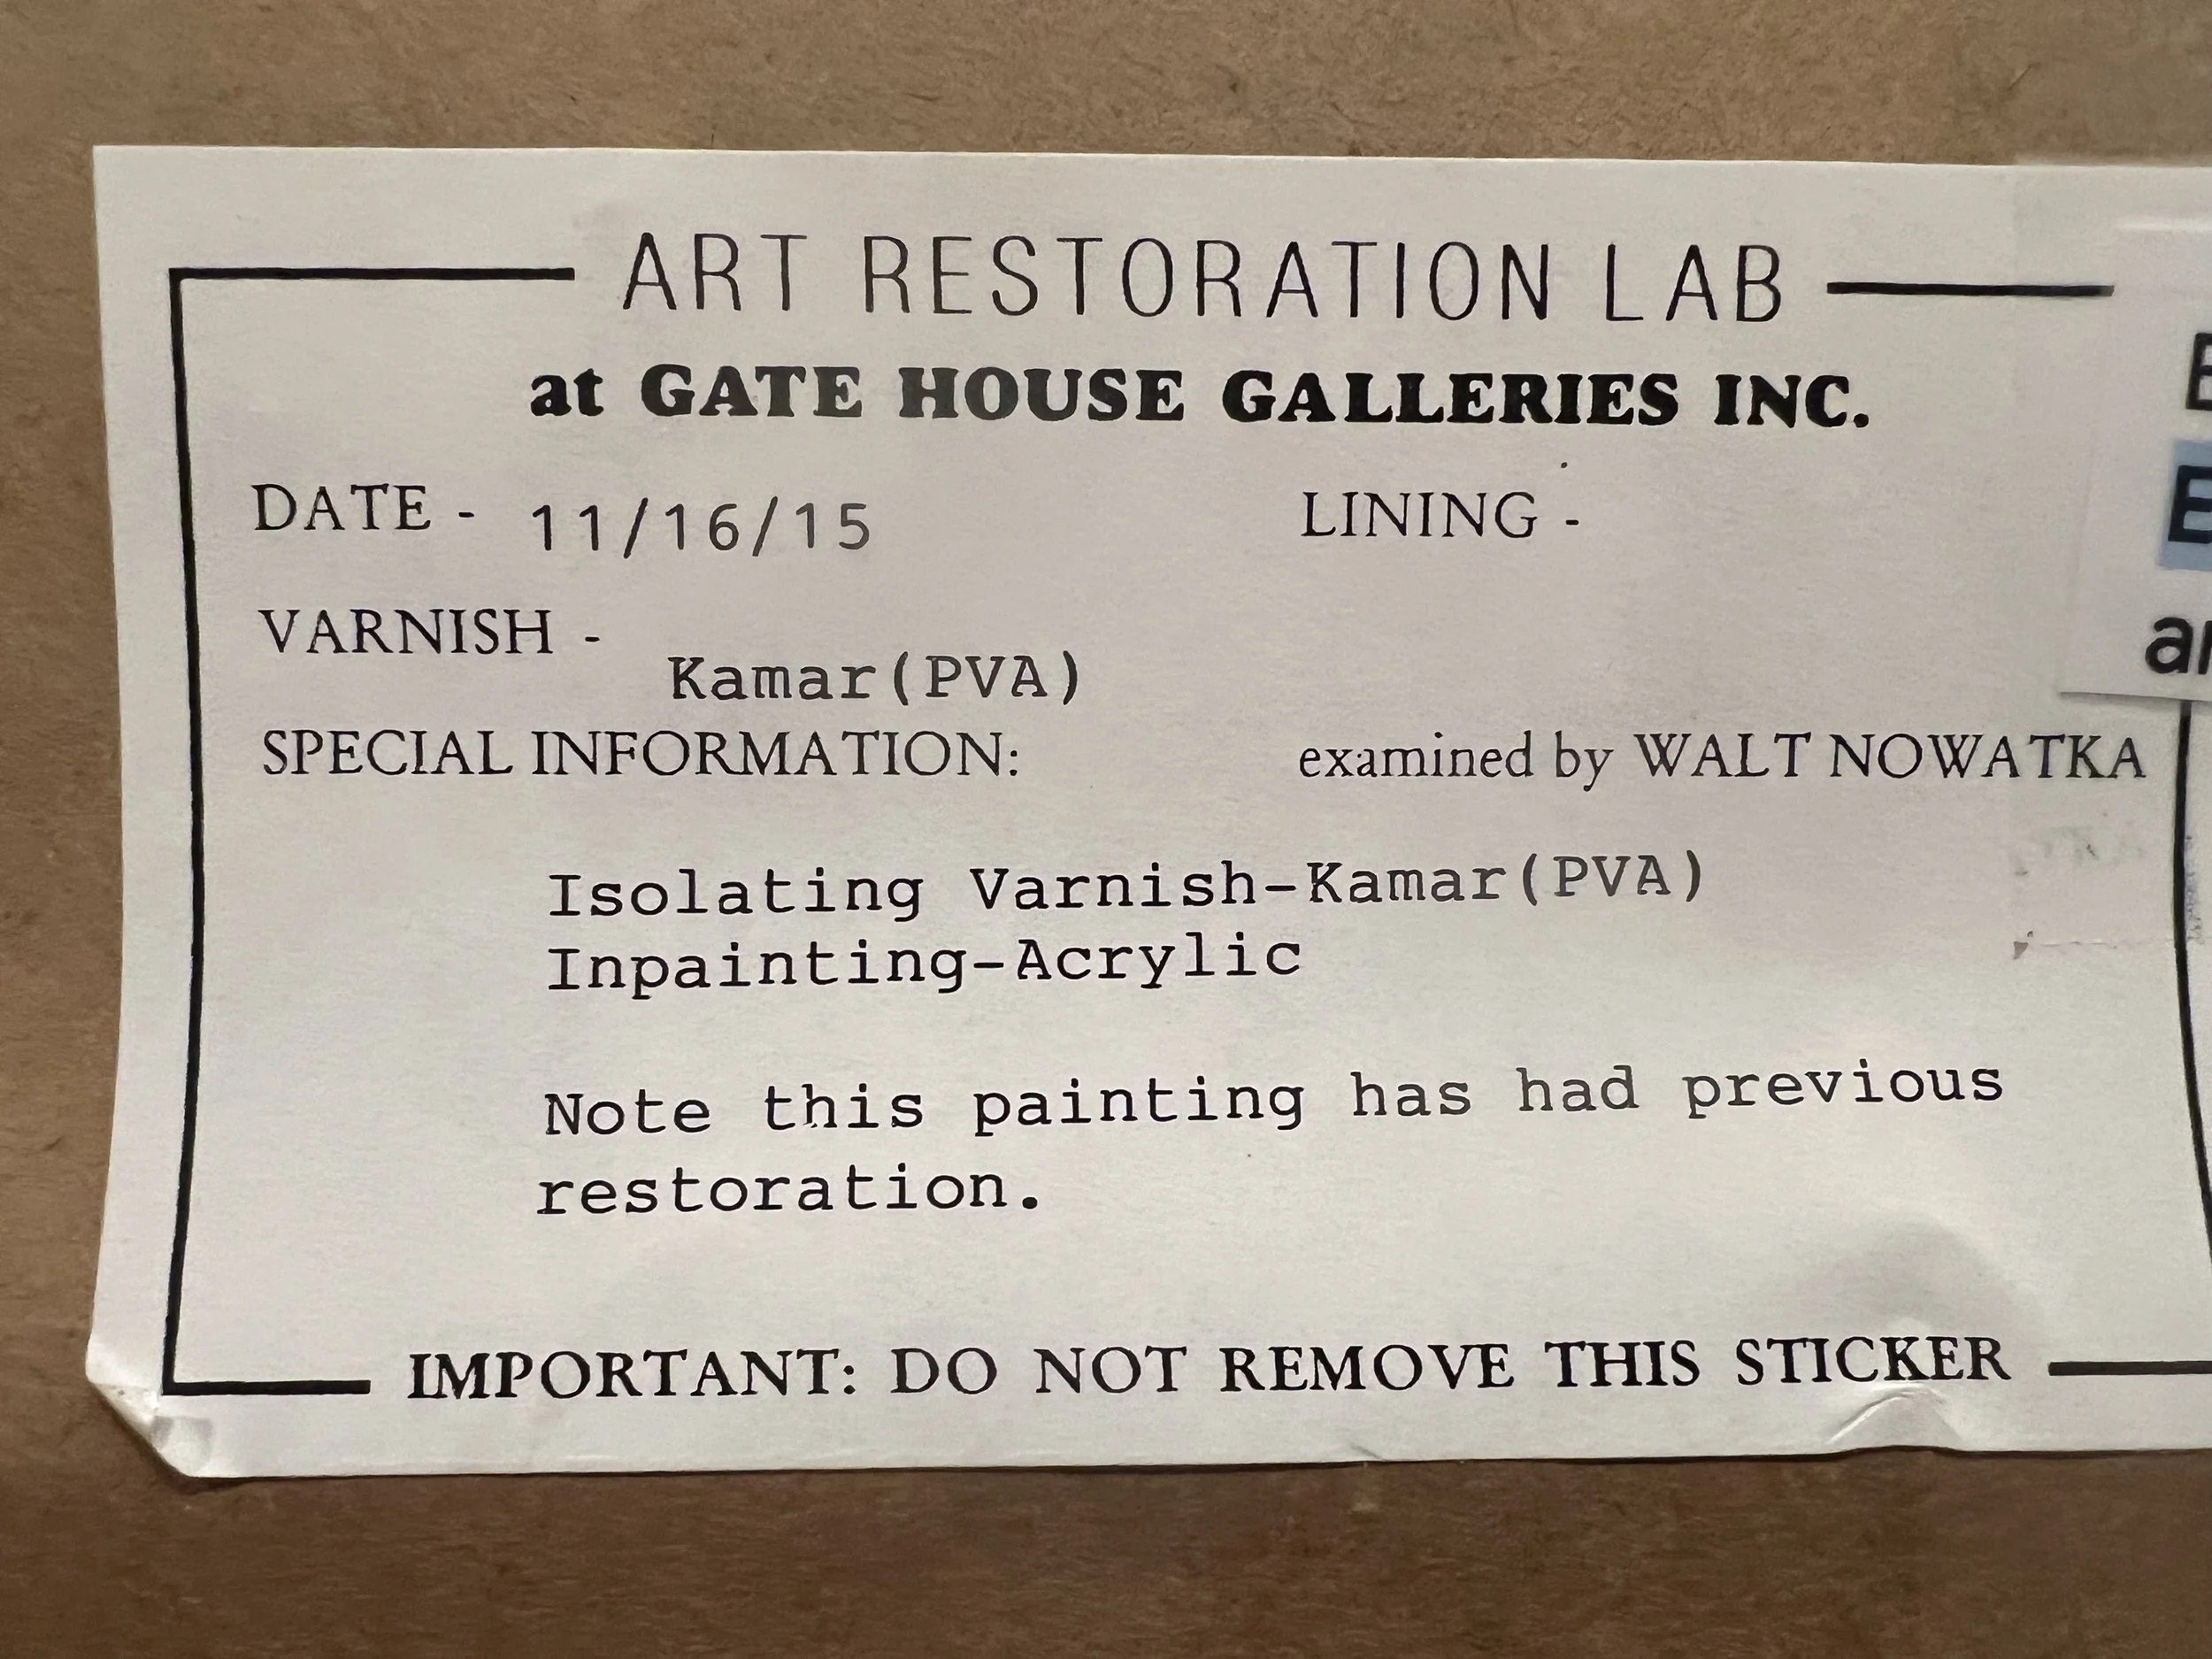 ART RESTORATION LAB
at GATE HOUSE GALLERIES INC.
DATE - 11/16/15 LINING -
VARNISH - Kamar(PVA)
SPECIAL INFORMATION: examined by WALT NOWATKA
Isolating Varnish-Kamar(PVA)
Inpainting-Acrylic
Note this painting has had previous
restoration.
IMPORTANT: DO NOT REMOVE THIS STICKER